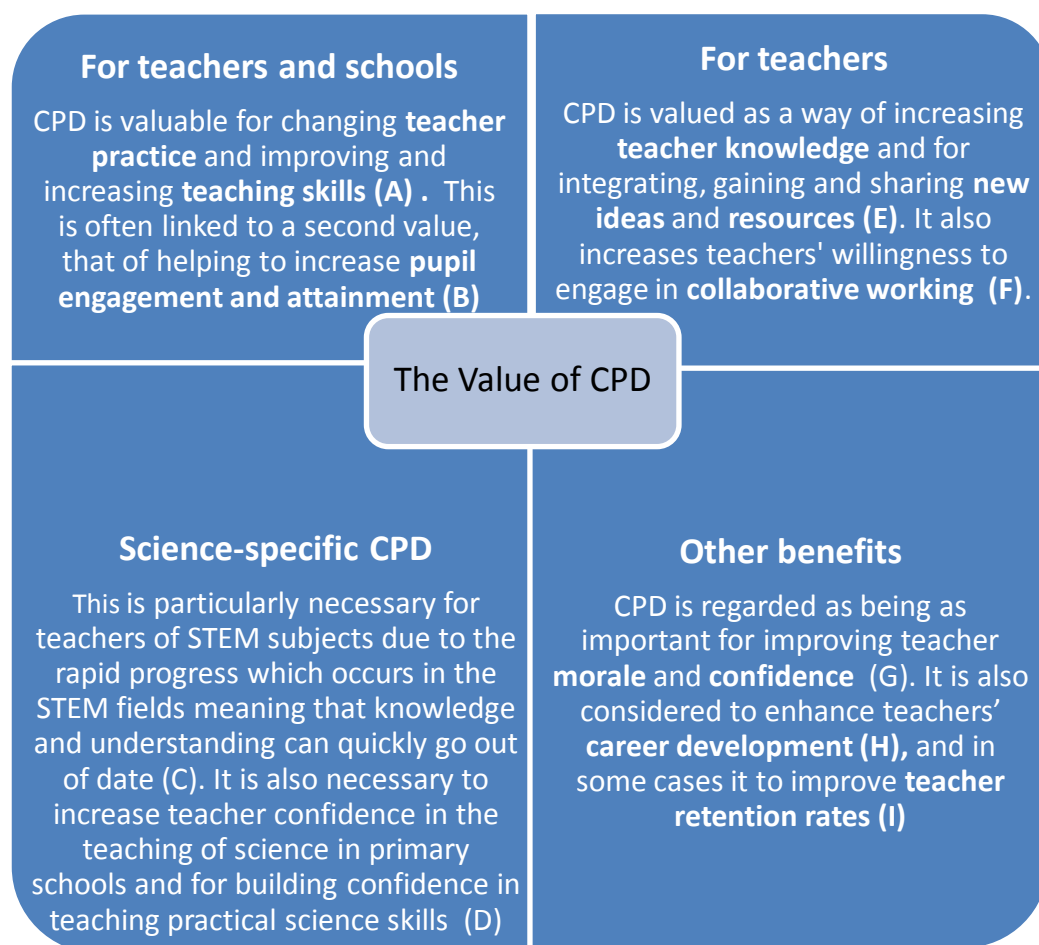 For teachers and schools
CPD is valuable for changing teacher
practice and improving and
increasing teaching skills (A) .  This
is often linked to a second value,
that of helping to increase pupil
engagement and attainment (B)
For teachers
CPD is valued as a way of increasing
teacher knowledge and for
integrating, gaining and sharing new
ideas and resources (E). It also
increases teachers' willingness to
engage in collaborative working  (F).
The Value of CPD
Science-specific CPD
This is particularly necessary for
teachers of STEM subjects due to the
rapid progress which occurs in the
STEM fields meaning that knowledge
and understanding can quickly go out
of date (C). It is also necessary to
increase teacher confidence in the
teaching of science in primary
schools and for building confidence in
teaching practical science skills  (D)
Other benefits
CPD is regarded as being as
important for improving teacher
morale and confidence  (G). It is also
considered to enhance teachers’
career development (H), and in
some cases it to improve teacher
retention rates (I)